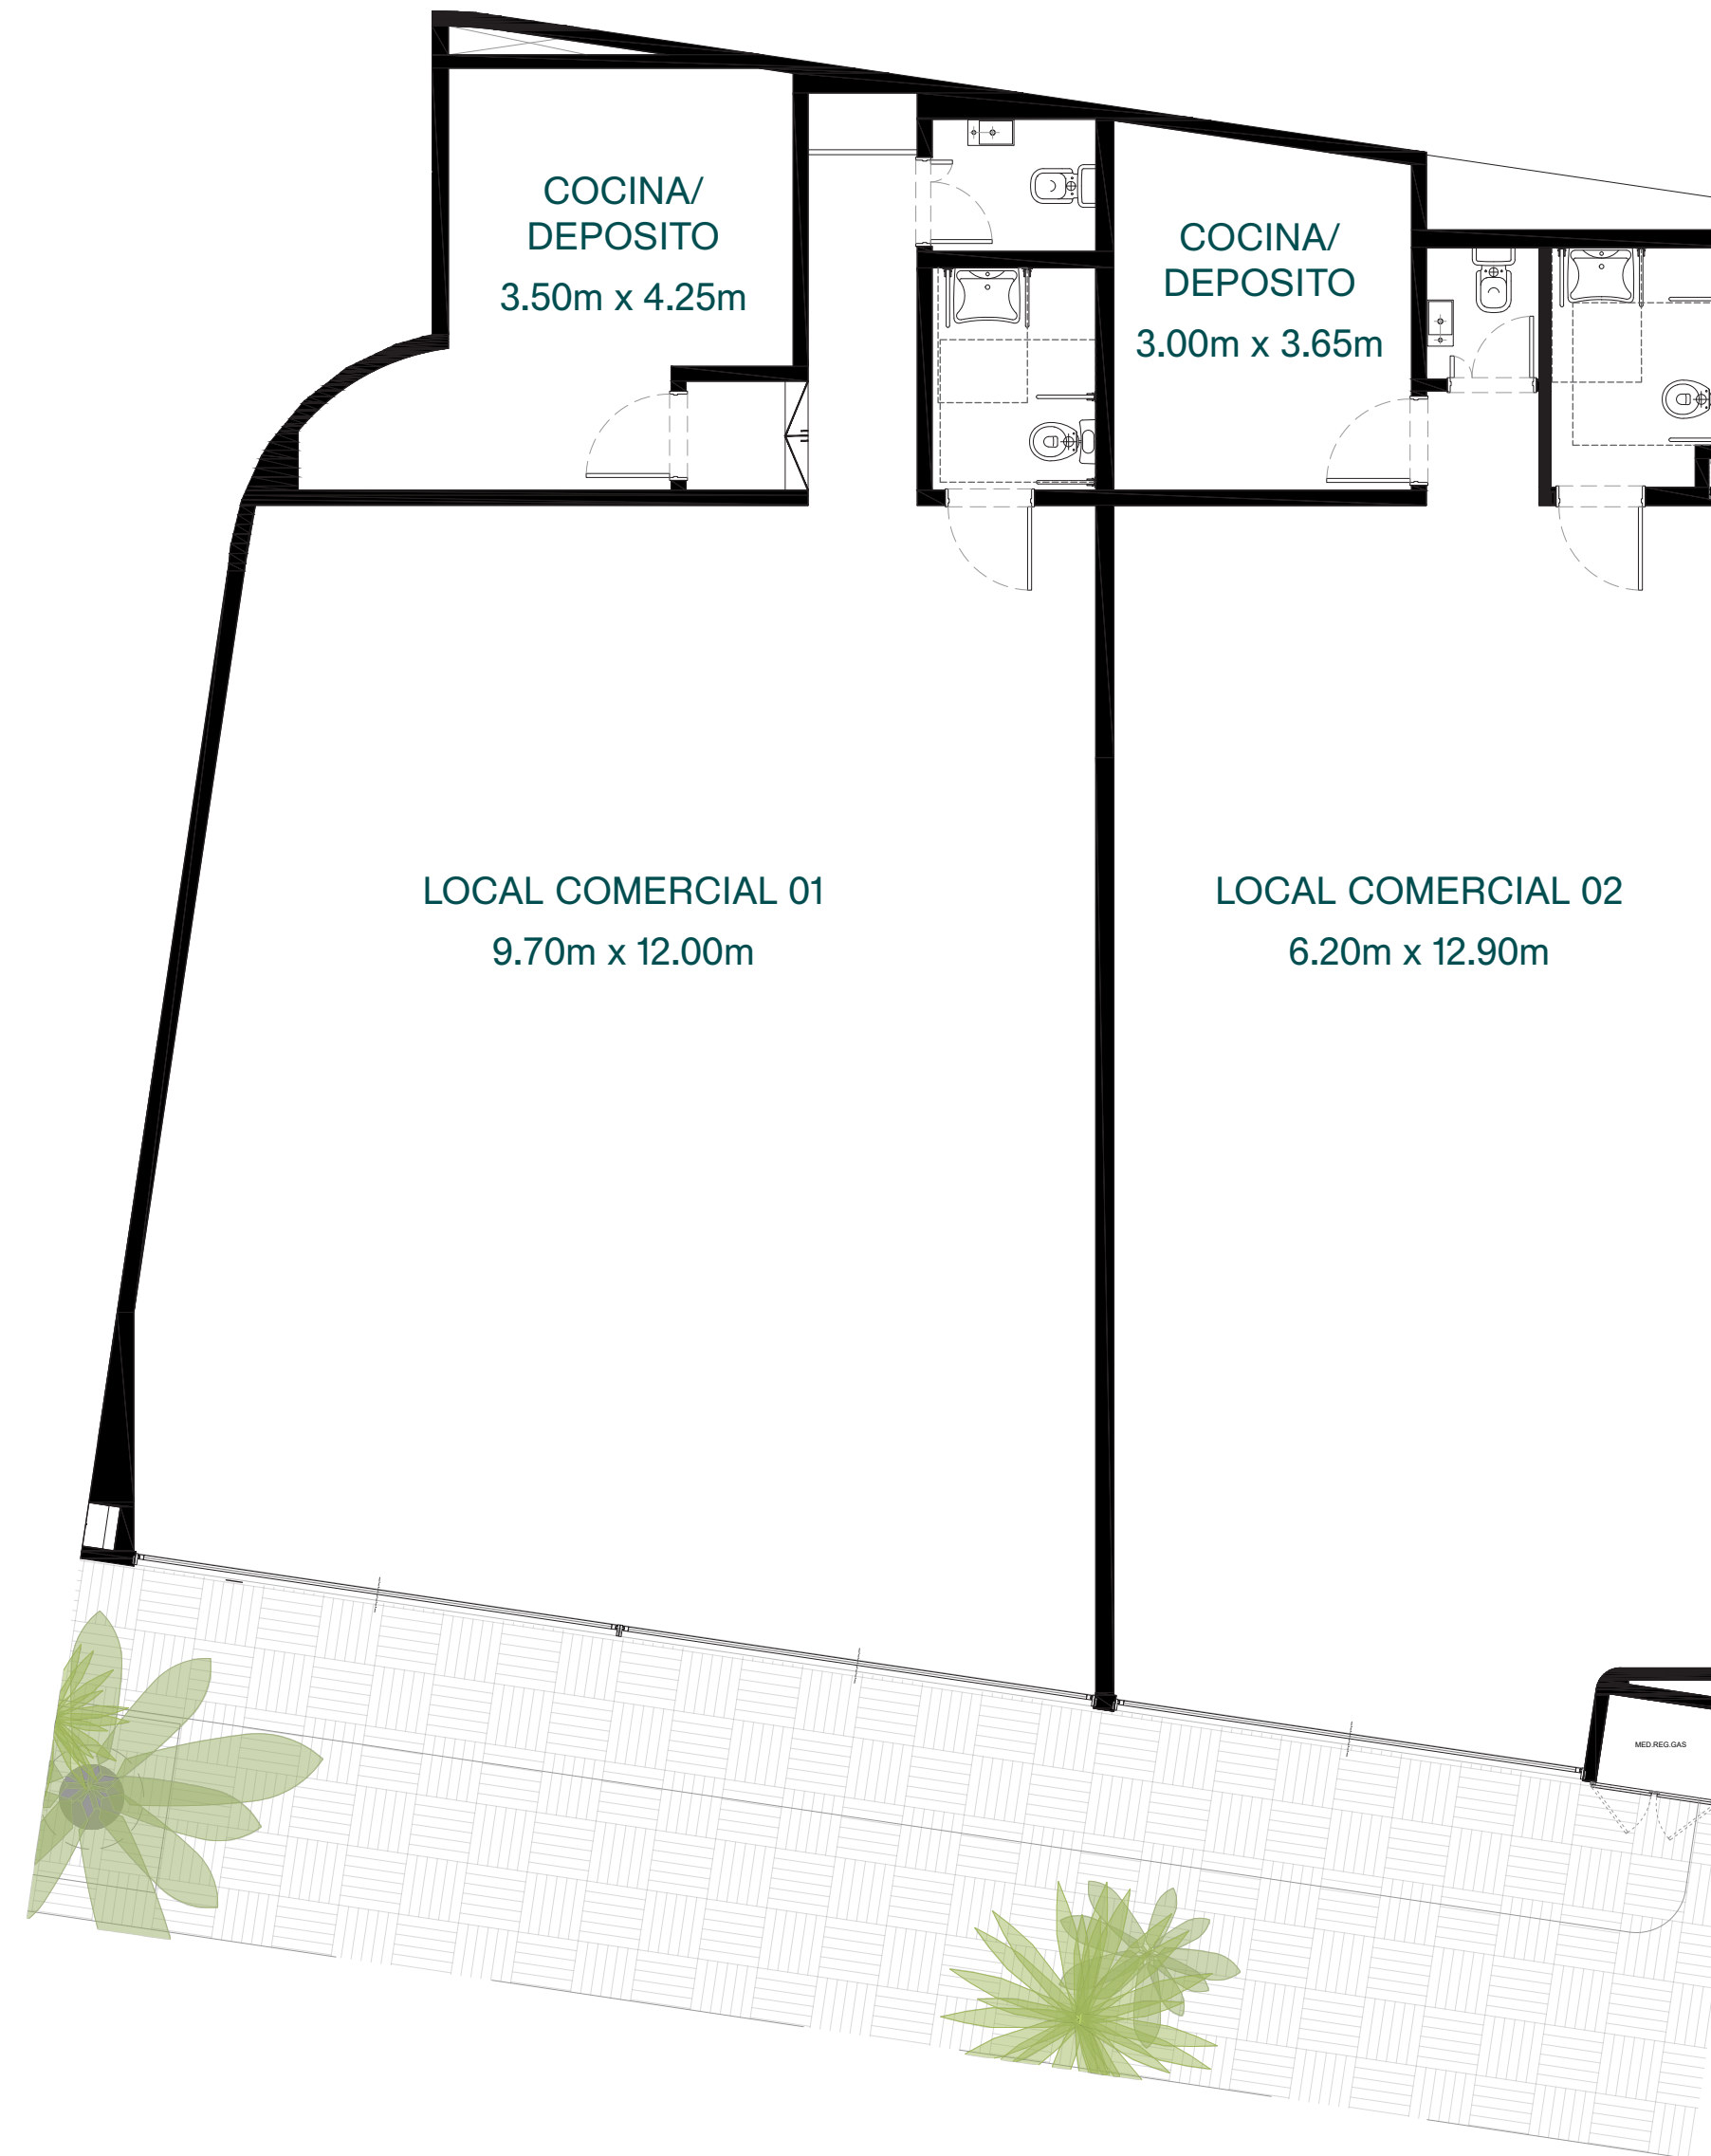 COCINA/
DEPOSITO
3.50m x 4.25m
COCINA/
DEPOSITO
3.00m x 3.65m
LOCAL COMERCIAL 01
9.70m x 12.00m
LOCAL COMERCIAL 02
6.20m x 12.90m
MED.REG.GAS